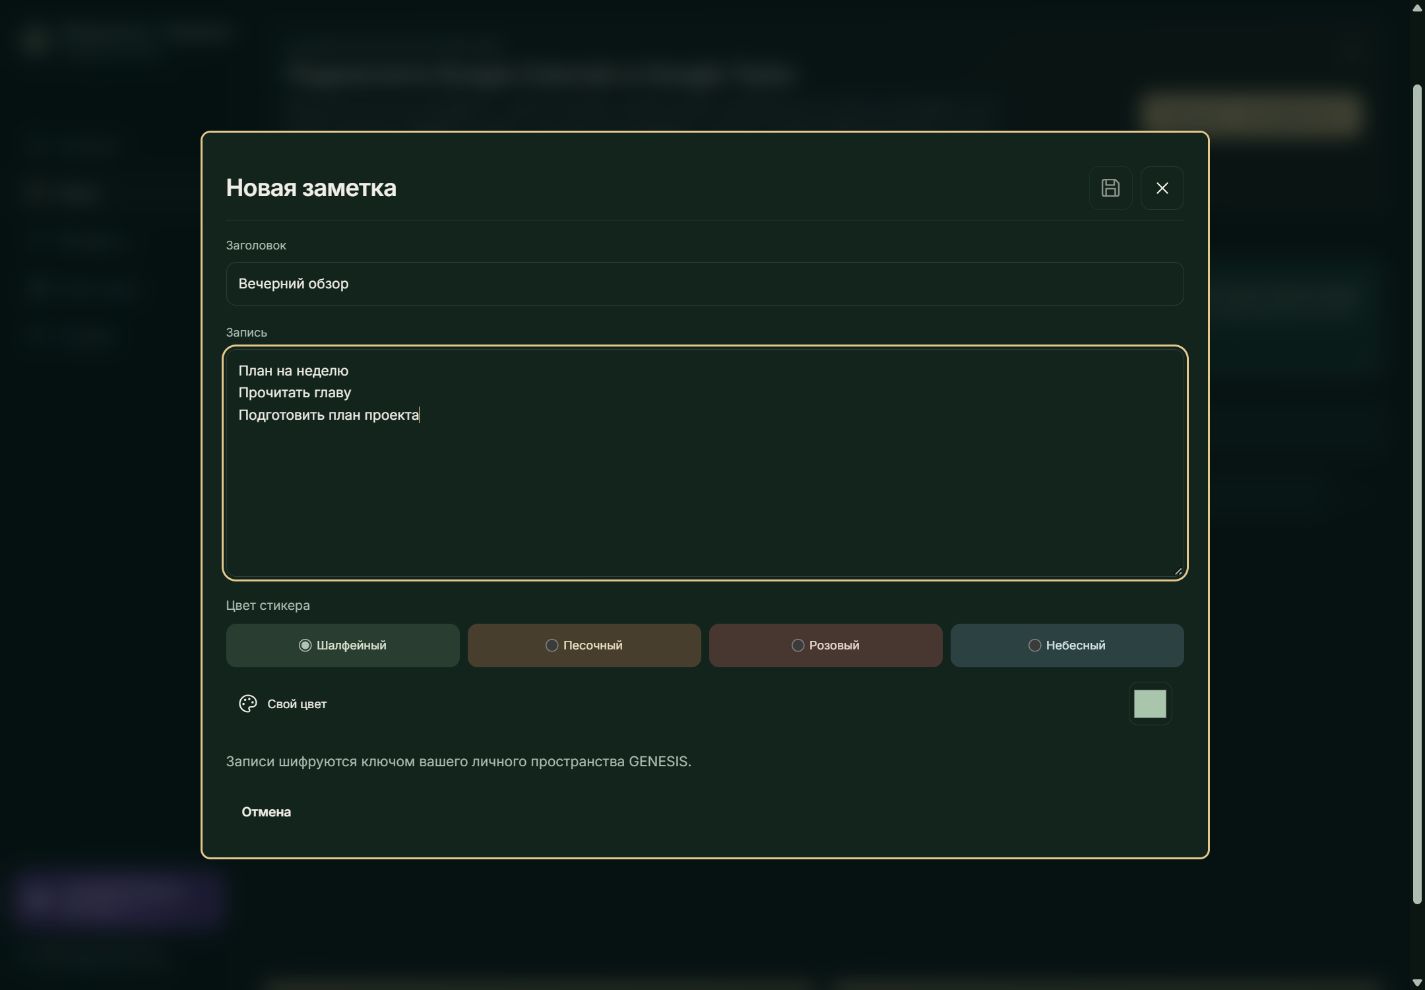 Новая заметка
Заголовок
Вечерний обзор
Запись
План на неделю
Прочитать главу
Подготовить план проекта
Цвет стикера
Шалфейный
Песочный
Розовый
Небесный
Свой цвет
Записи шифруются ключом вашего личного пространства GENESIS.
Отмена